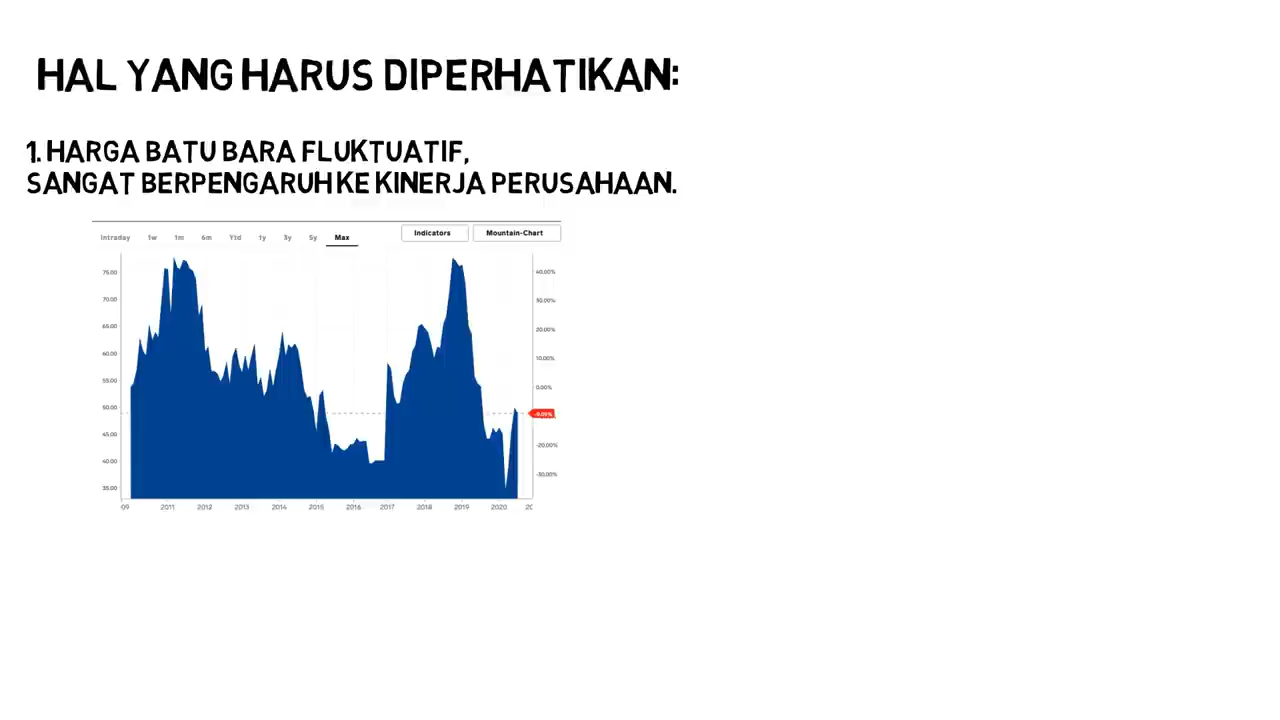 HAL YANG HARUS DIPERHATIKAN:
1. HARGA BATU BARA FLUKTUATIF,
SANGAT BERPENGARUH KE KINERJA PERUSAHAAN.
Intraday 1w 1m 6m Ytd 1y 3y 5y Max Indicators Mountain-Chart
75.00 40.00%
70.00 30.00%
65.00 20.00%
60.00 10.00%
55.00 0.00%
50.00
45.00 -20.00%
40.00 -30.00%
35.00
09 2011 2012 2013 2014 2015 2016 2017 2018 2019 2020 20